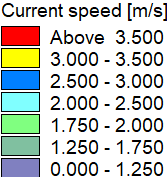 Current speed [m/s]
Above 3.500
3.000 - 3.500
2.500 - 3.000
2.000 - 2.500
1.750 - 2.000
1.250 - 1.750
0.000 - 1.250